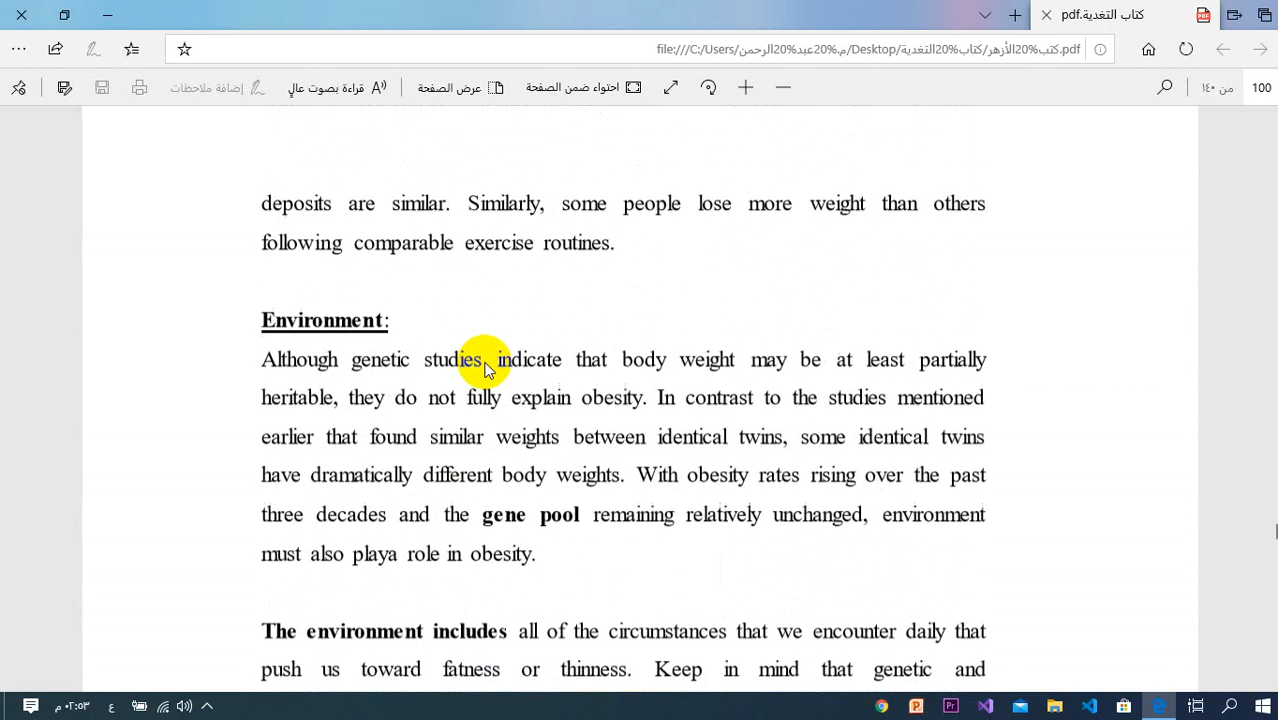 كتاب التغدية.pdf
file:///C:/Users/م.%20عبد%20الرحمن/Desktop/كتب%20الأزهر/كتاب%20التغدية.pdf
إضافة ملاحظات
قراءة بصوت عالٍ
عرض الصفحة
احتواء ضمن الصفحة
من ١٤٠
100
deposits are similar. Similarly, some people lose more weight than others
following comparable exercise routines.
Environment:
Although genetic studies indicate that body weight may be at least partially
heritable, they do not fully explain obesity. In contrast to the studies mentioned
earlier that found similar weights between identical twins, some identical twins
have dramatically different body weights. With obesity rates rising over the past
three decades and the gene pool remaining relatively unchanged, environment
must also playa role in obesity.
The environment includes all of the circumstances that we encounter daily that
push us toward fatness or thinness. Keep in mind that genetic and
٠٢:٥٣ م
ع